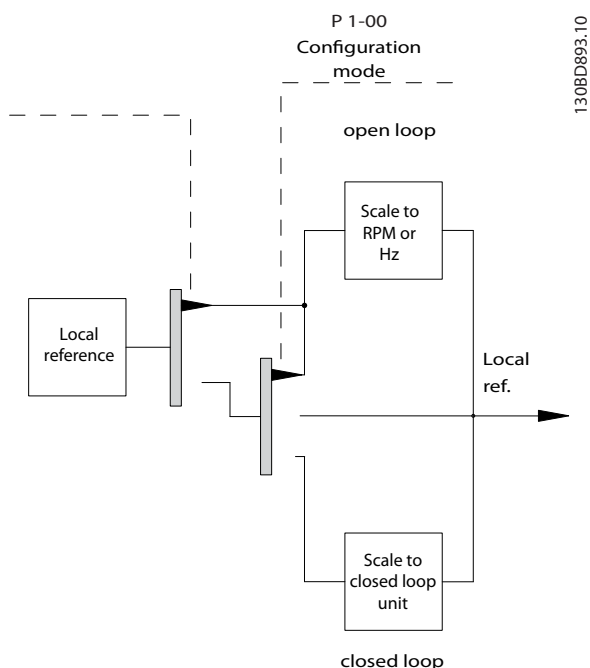 P 1-00
Configuration
mode
130BD893.10
open loop
Scale to
RPM or
Hz
Local
reference
Local
ref.
Scale to
closed loop
unit
closed loop